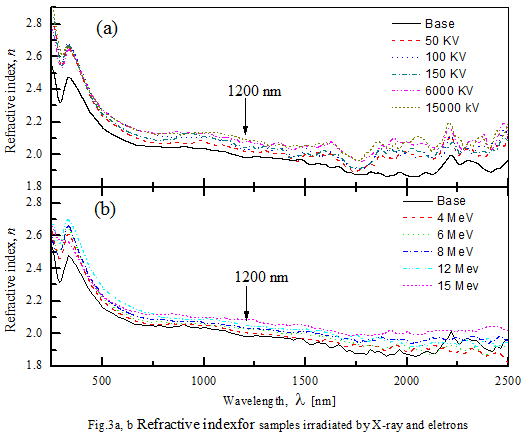 (a)
Base
50 KV
100 KV
150 KV
6000 KV
15000 kV
1200 nm
Refractive index, n
2.8
2.6
2.4
2.2
2.0
1.8
(b)
Base
4 MeV
6 MeV
8 MeV
12 Mev
15 Mev
1200 nm
Refractive index, n
2.8
2.6
2.4
2.2
2.0
1.8
500 1000 1500 2000 2500
Wavelength, λ [nm]
Fig.3a, b Refractive indexfor samples irradiated by X-ray and eletrons